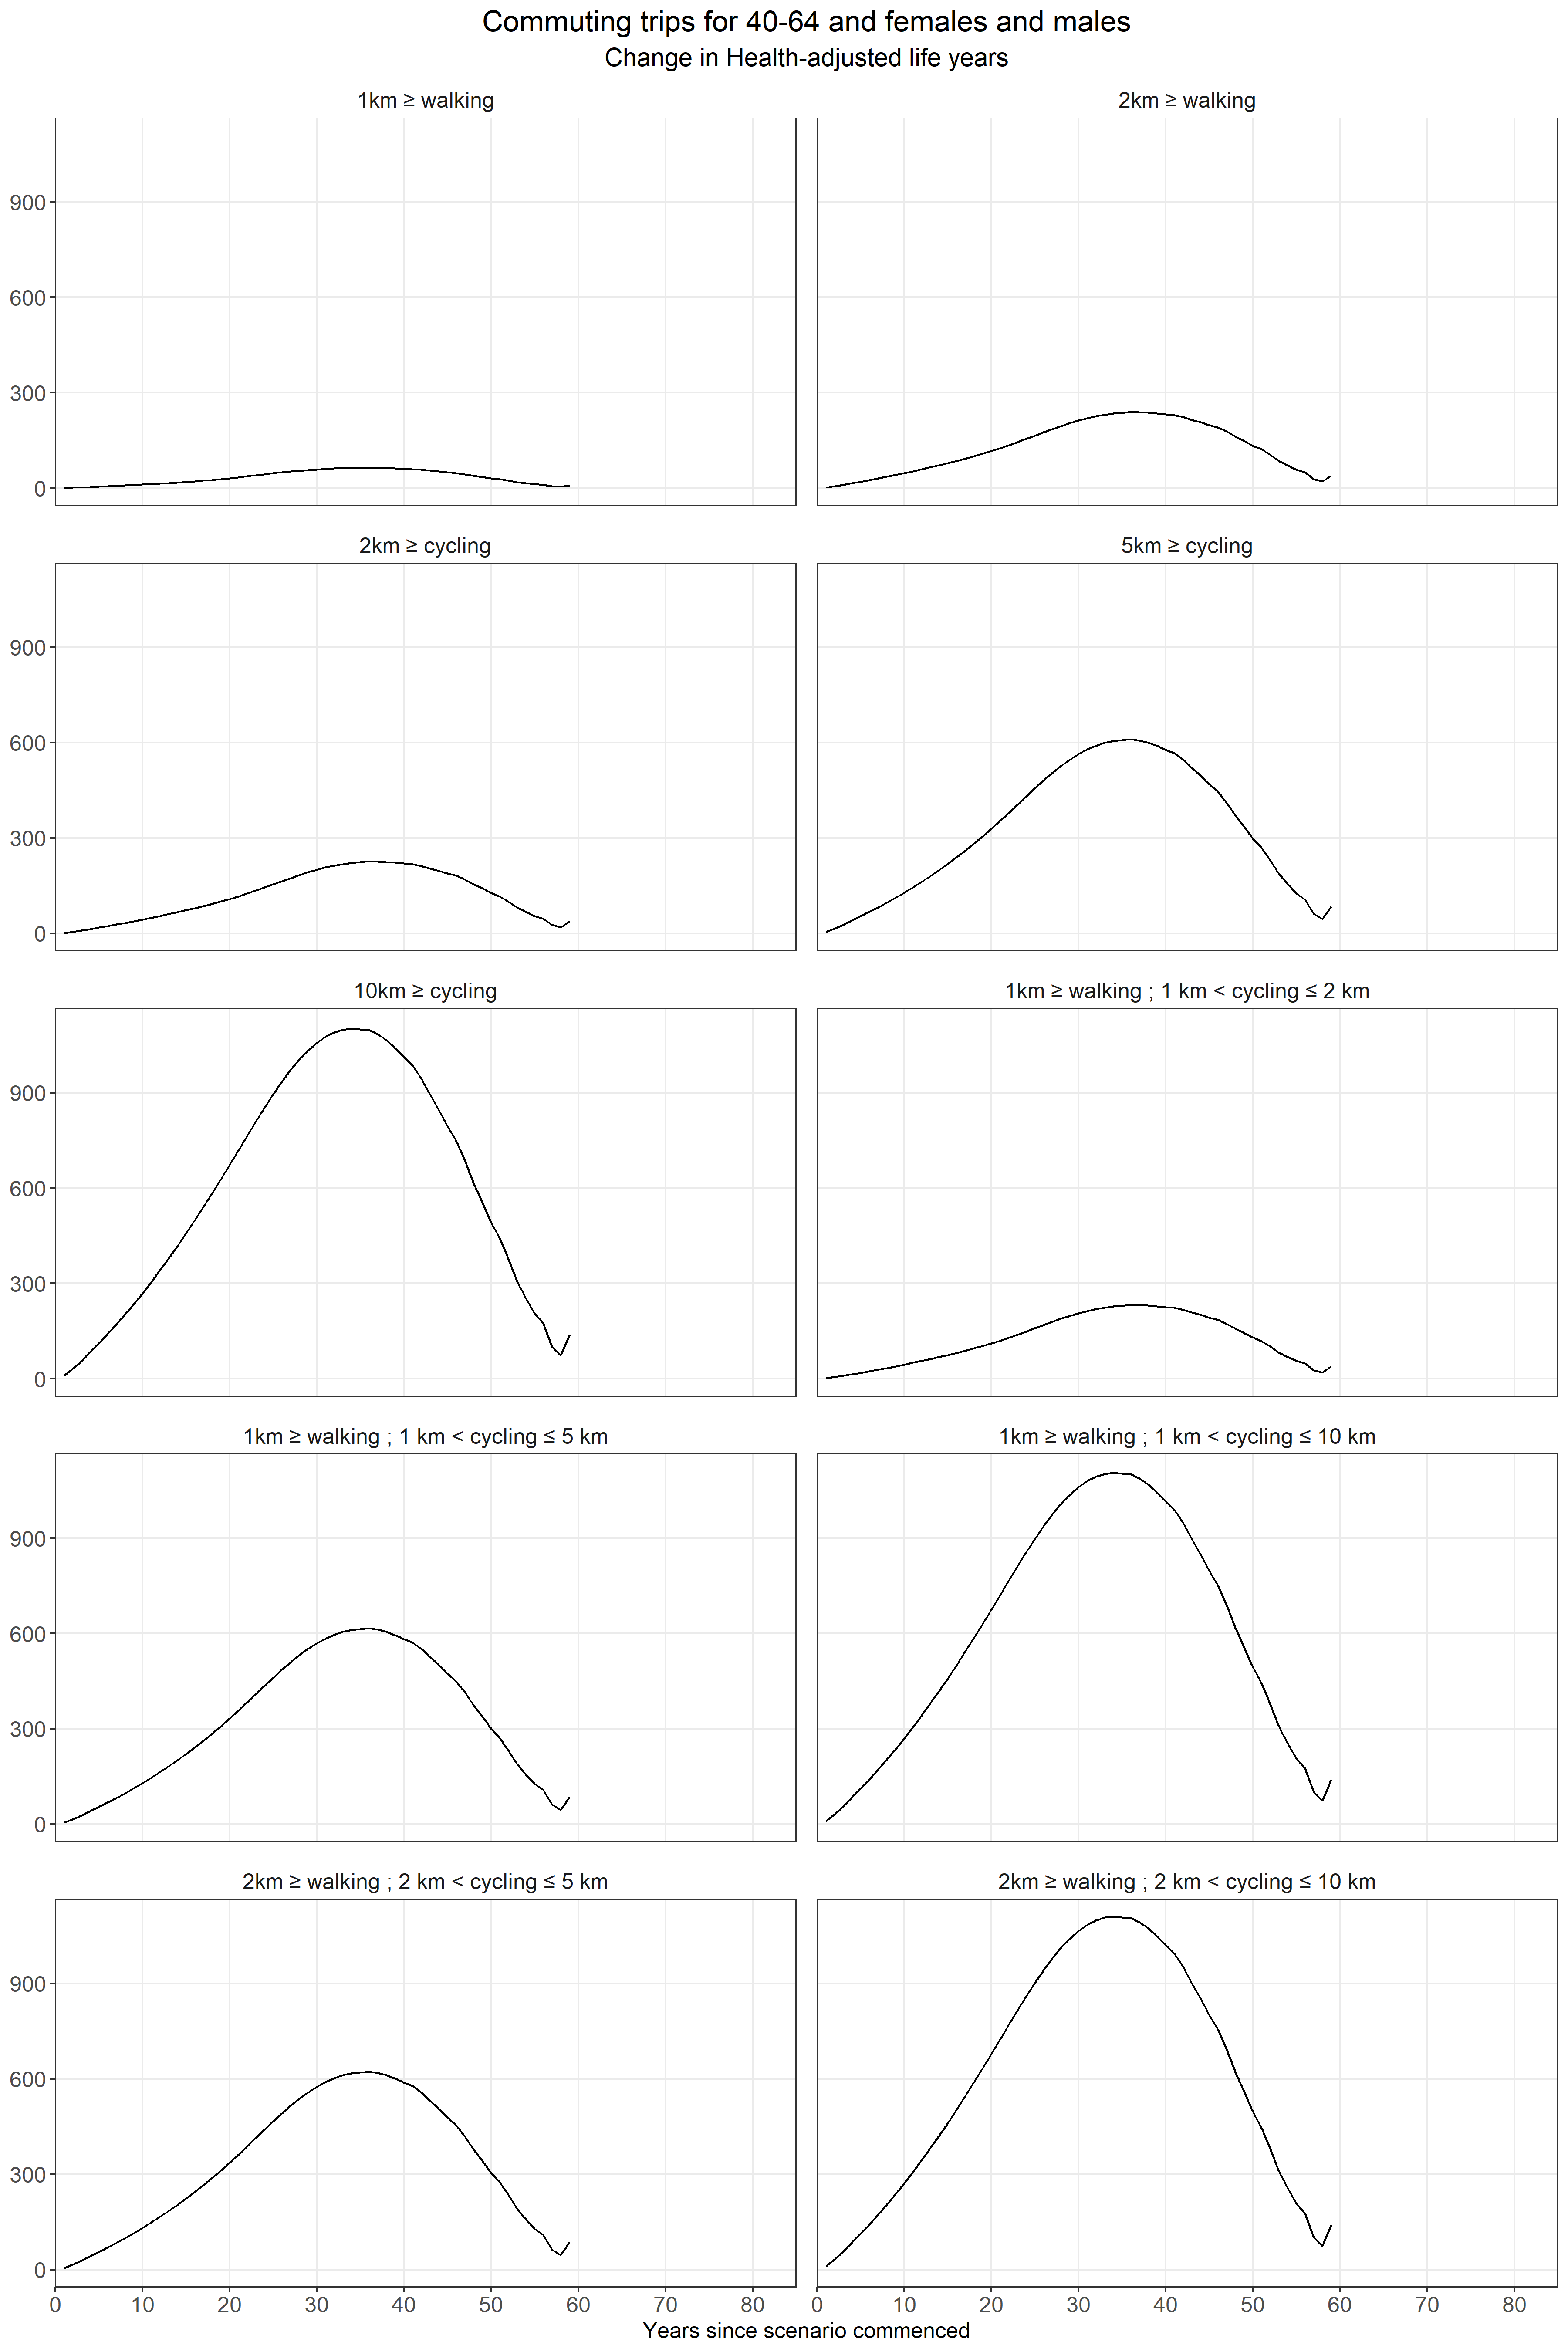 Commuting trips for 40-64 and females and males
Change in Health-adjusted life years
1km ≥ walking
2km ≥ walking
900
600
300
0
2km ≥ cycling
5km ≥ cycling
900
600
300
0
10km ≥ cycling
1km ≥ walking ; 1 km < cycling ≤ 2 km
900
600
300
0
1km ≥ walking ; 1 km < cycling ≤ 5 km
1km ≥ walking ; 1 km < cycling ≤ 10 km
900
600
300
0
2km ≥ walking ; 2 km < cycling ≤ 5 km
2km ≥ walking ; 2 km < cycling ≤ 10 km
900
600
300
0
0 10 20 30 40 50 60 70 80
0 10 20 30 40 50 60 70 80
Years since scenario commenced